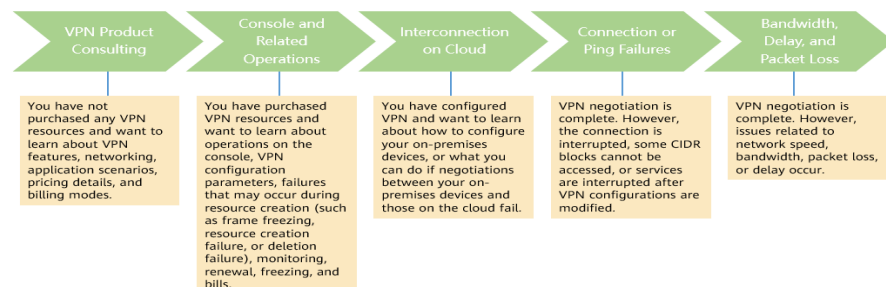 VPN Product
Consulting
Console and
Related
Operations
Interconnection
on Cloud
Connection or
Ping Failures
Bandwidth,
Delay, and
Packet Loss
You have not
purchased any VPN
resources and want to
learn about VPN
features, networking,
application scenarios,
pricing details, and
billing modes.
You have purchased
VPN resources and
want to learn about
operations on the
console, VPN
configuration
parameters, failures
that may occur during
resource creation (such
as frame freezing,
resource creation
failure, or deletion
failure), monitoring,
renewal, freezing, and
bills.
You have configured
VPN and want to learn
about how to configure
your on-premises
devices, or what you
can do if negotiations
between your on-
premises devices and
those on the cloud fail.
VPN negotiation is
complete. However,
the connection is
interrupted, some CIDR
blocks cannot be
accessed, or services
are interrupted after
VPN configurations are
modified.
VPN negotiation is
complete. However,
issues related to
network speed,
bandwidth, packet loss,
or delay occur.